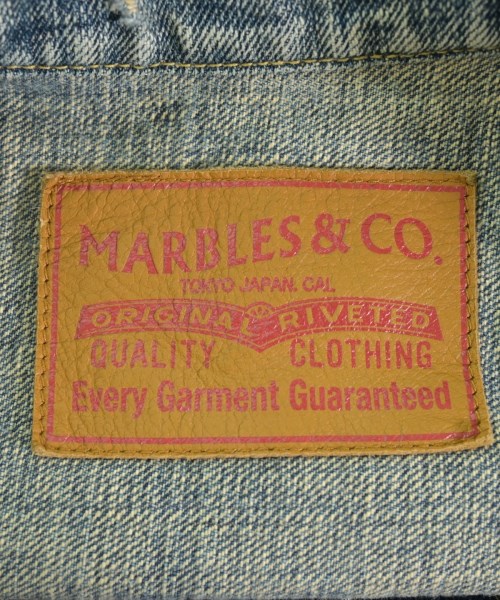 MARBLES & CO.
TOKYO JAPAN. CAL
ORIGINAL RIVETED
QUALITY CLOTHING
Every Garment Guaranteed